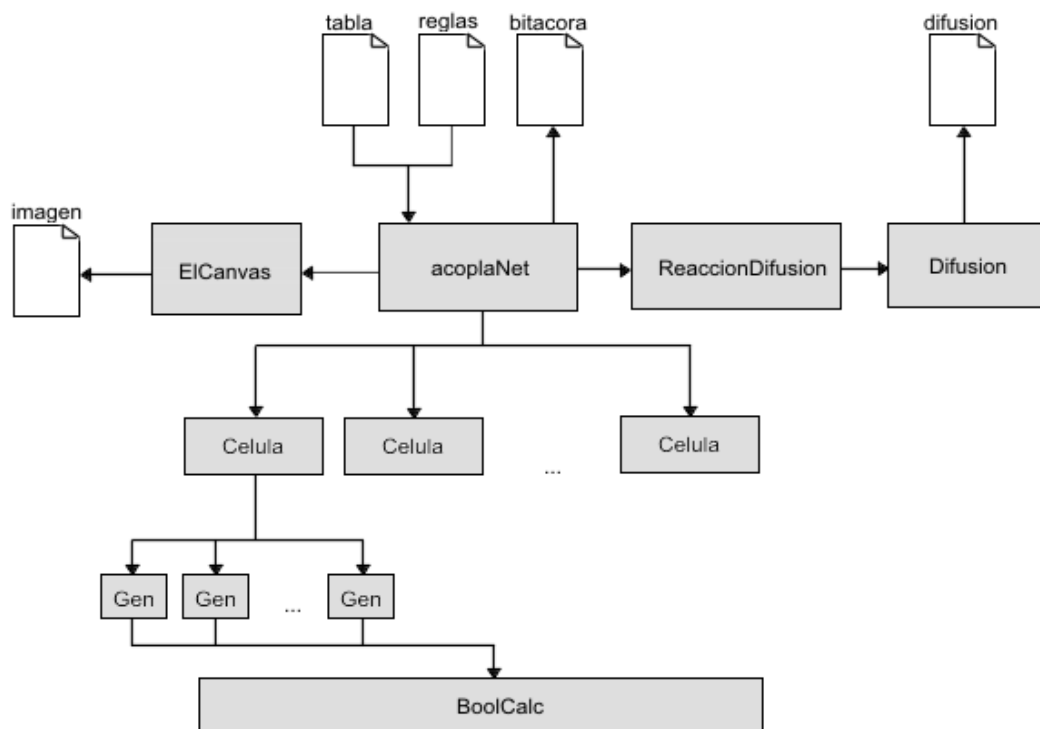 tabla
reglas
bitacora
difusion
imagen
ElCanvas
acoplaNet
ReaccionDifusion
Difusion
Celula
Celula
...
Celula
Gen
Gen
...
Gen
BoolCalc